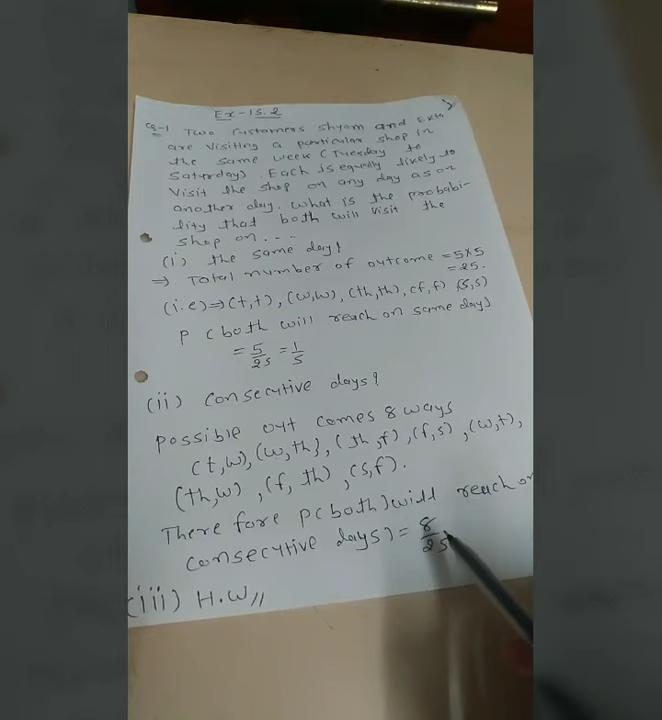 Ex-15.2
Q-1 Two Customers Shyam and Ekta
are visiting a particular shop in
the same week (Tuesday to
Saturday). Each is equally likely to
Visit the shop on any day as on
another day. What is the probabi-
lity that both will visit the
shop on....
(i) the same day?
⇒ Total number of outcome = 5×5
= 25.
(i.e) ⇒ (t,t), (w,w), (th,th), (f,f) (s,s)
P (both will reach on same day)
= 5/25 = 1/5
(ii) Consecutive days?
possible out comes 8 ways
(t,w), (w,th), (th,f), (f,s), (w,t),
(th,w), (f,th), (s,f).
There fore P(both) will reach on
consecutive days) = 8/25
(iii) H.W//